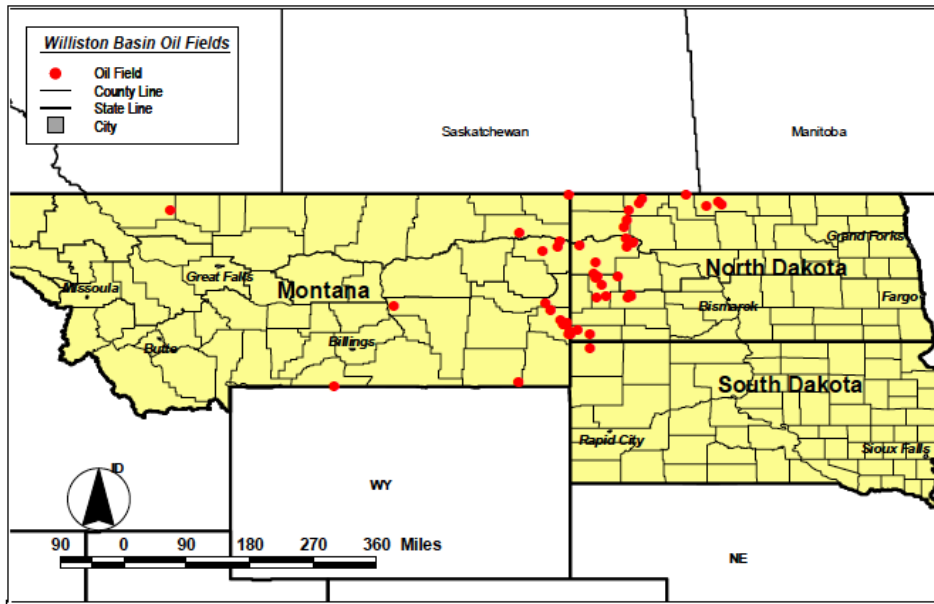 Williston Basin Oil Fields
Oil Field
County Line
State Line
City
Saskatchewan
Manitoba
Grand Forks
Great Falls
North Dakota
Missoula
Montana
Bismarck
Fargo
Butte
Billings
South Dakota
Rapid City
Sioux Falls
ID
WY
90 0 90 180 270 360 Miles
NE